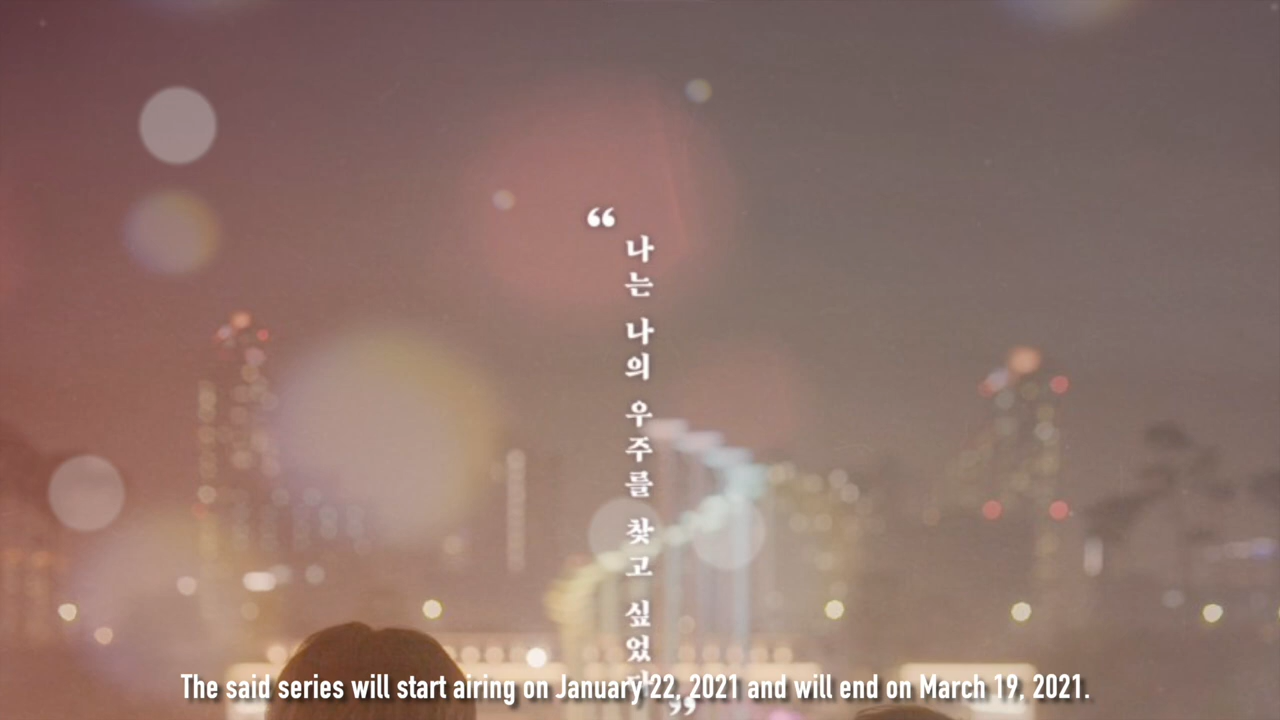 “나는 나의 우주를 찾고 싶었다”
The said series will start airing on January 22, 2021 and will end on March 19, 2021.